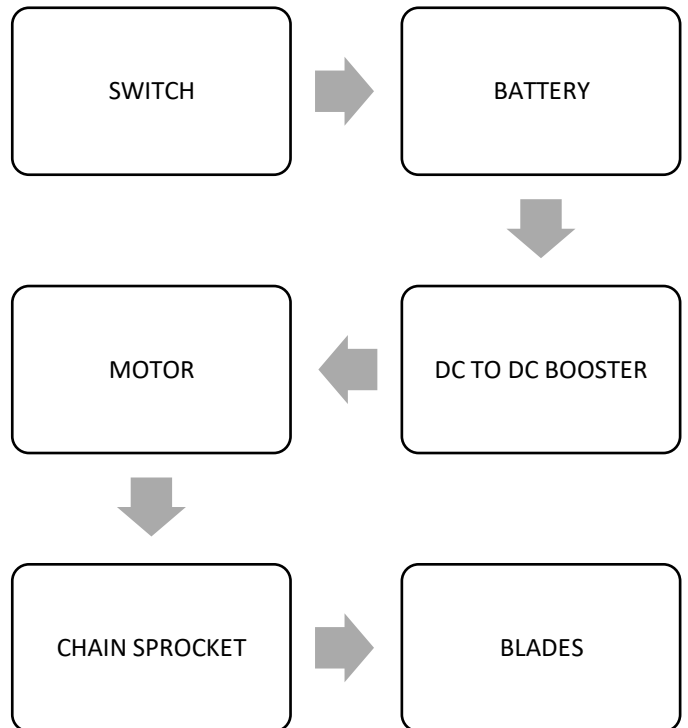 SWITCH
BATTERY
MOTOR
DC TO DC BOOSTER
CHAIN SPROCKET
BLADES